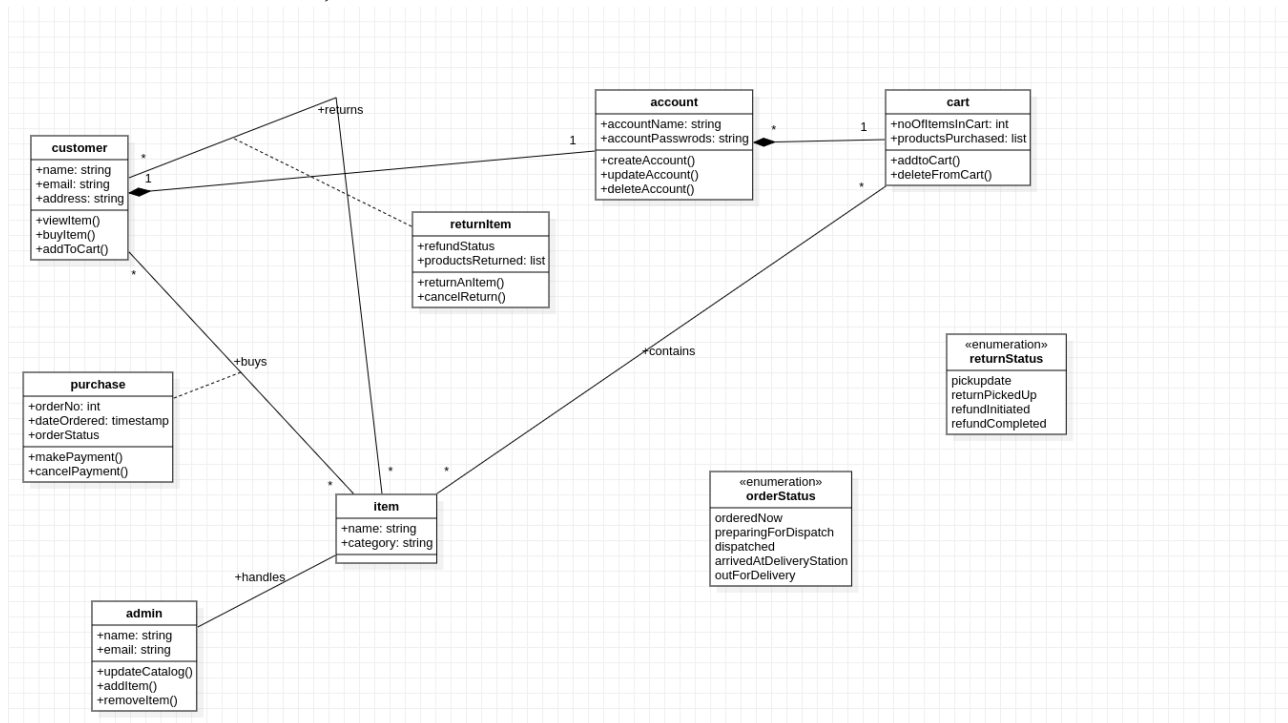 +returns
customer
+name: string
+email: string
+address: string
+viewItem()
+buyItem()
+addToCart()
*
1
1
account
+accountName: string
+accountPasswrods: string
+createAccount()
+updateAccount()
+deleteAccount()
*
1
cart
+noOfItemsInCart: int
+productsPurchased: list
+addtoCart()
+deleteFromCart()
*
returnItem
+refundStatus
+productsReturned: list
+returnAnItem()
+cancelReturn()
*
+buys
+contains
«enumeration»
returnStatus
pickupdate
returnPickedUp
refundInitiated
refundCompleted
purchase
+orderNo: int
+dateOrdered: timestamp
+orderStatus
+makePayment()
+cancelPayment()
*
*
*
item
+name: string
+category: string
«enumeration»
orderStatus
orderedNow
preparingForDispatch
dispatched
arrivedAtDeliveryStation
outForDelivery
+handles
admin
+name: string
+email: string
+updateCatalog()
+addItem()
+removeItem()